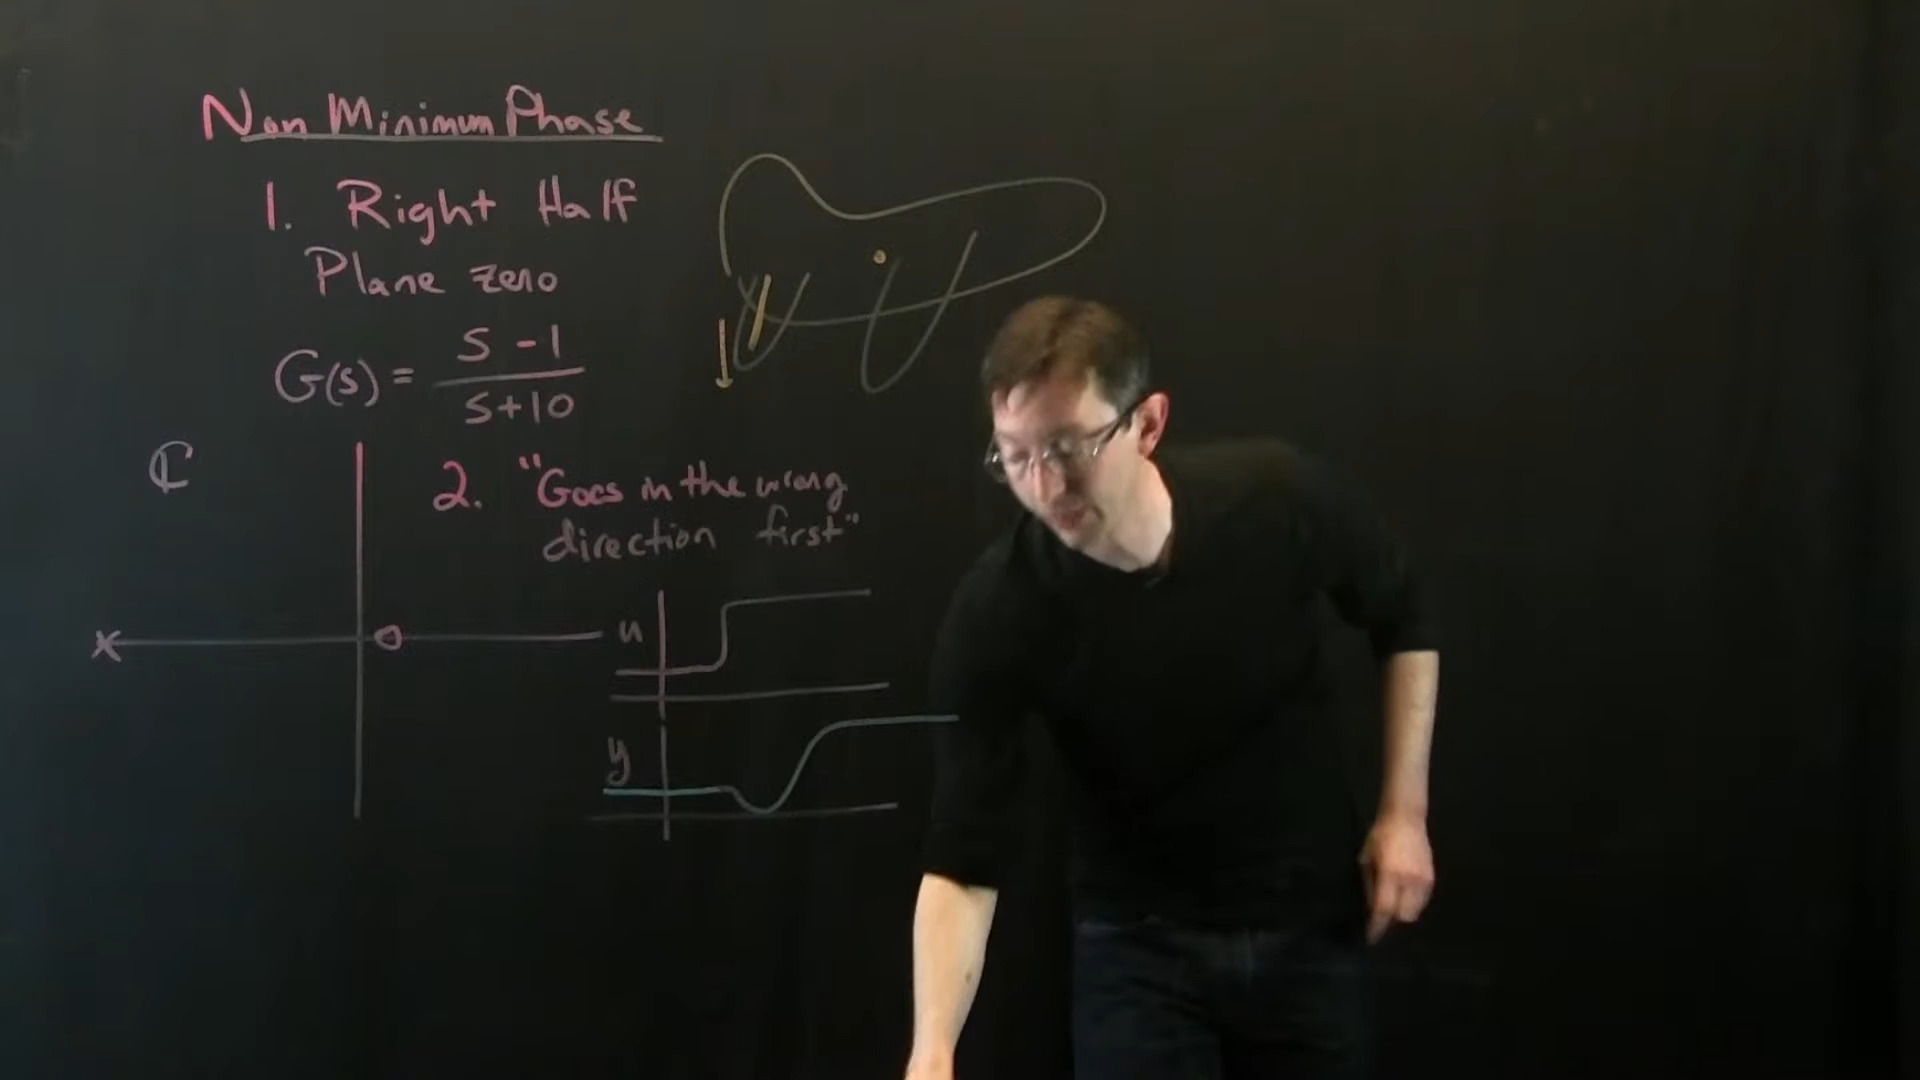 Non Minimum Phase
1. Right Half
Plane zero
G(s) = s - 1 / s + 10
ℂ
2. "Goes in the wrong
direction first"
u
y